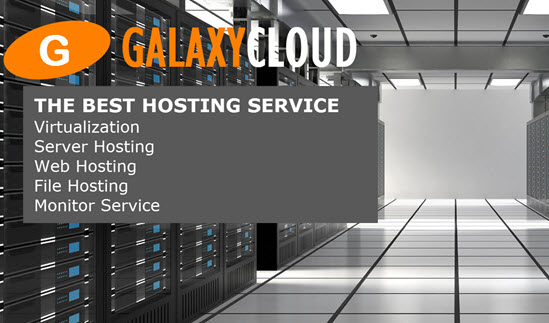 G GALAXYCLOUD
THE BEST HOSTING SERVICE
Virtualization
Server Hosting
Web Hosting
File Hosting
Monitor Service